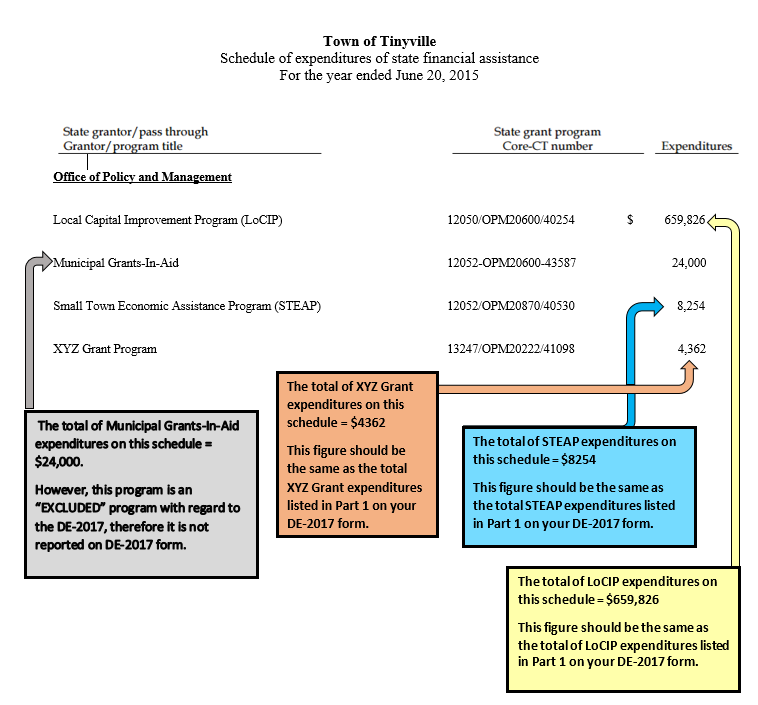 Town of Tinyville
Schedule of expenditures of state financial assistance
For the year ended June 20, 2015
State grantor/pass through
Grantor/program title
State grant program
Core-CT number
Expenditures
Office of Policy and Management
Local Capital Improvement Program (LoCIP) 12050/OPM20600/40254 $ 659,826
Municipal Grants-In-Aid 12052-OPM20600-43587 24,000
Small Town Economic Assistance Program (STEAP) 12052/OPM20870/40530 8,254
XYZ Grant Program 13247/OPM20222/41098 4,362
The total of Municipal Grants-In-Aid
expenditures on this schedule =
$24,000.
However, this program is an
“EXCLUDED” program with regard to
the DE-2017, therefore it is not
reported on DE-2017 form.
The total of XYZ Grant
expenditures on this
schedule = $4362
This figure should be
the same as the total
XYZ Grant expenditures
listed in Part 1 on your
DE-2017 form.
The total of STEAP expenditures on
this schedule = $8254
This figure should be the same as
the total STEAP expenditures listed
in Part 1 on your DE-2017 form.
The total of LoCIP expenditures on
this schedule = $659,826
This figure should be the same as
the total of LoCIP expenditures listed
in Part 1 on your DE-2017 form.